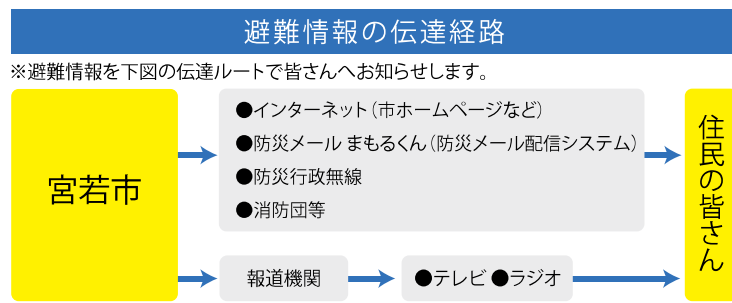 避難情報の伝達経路
※避難情報を下図の伝達ルートで皆さんへお知らせします。
宮若市
●インターネット（市ホームページなど）
●防災メール まもるくん（防災メール配信システム）
●防災行政無線
●消防団等
報道機関
●テレビ ●ラジオ
住民の皆さん